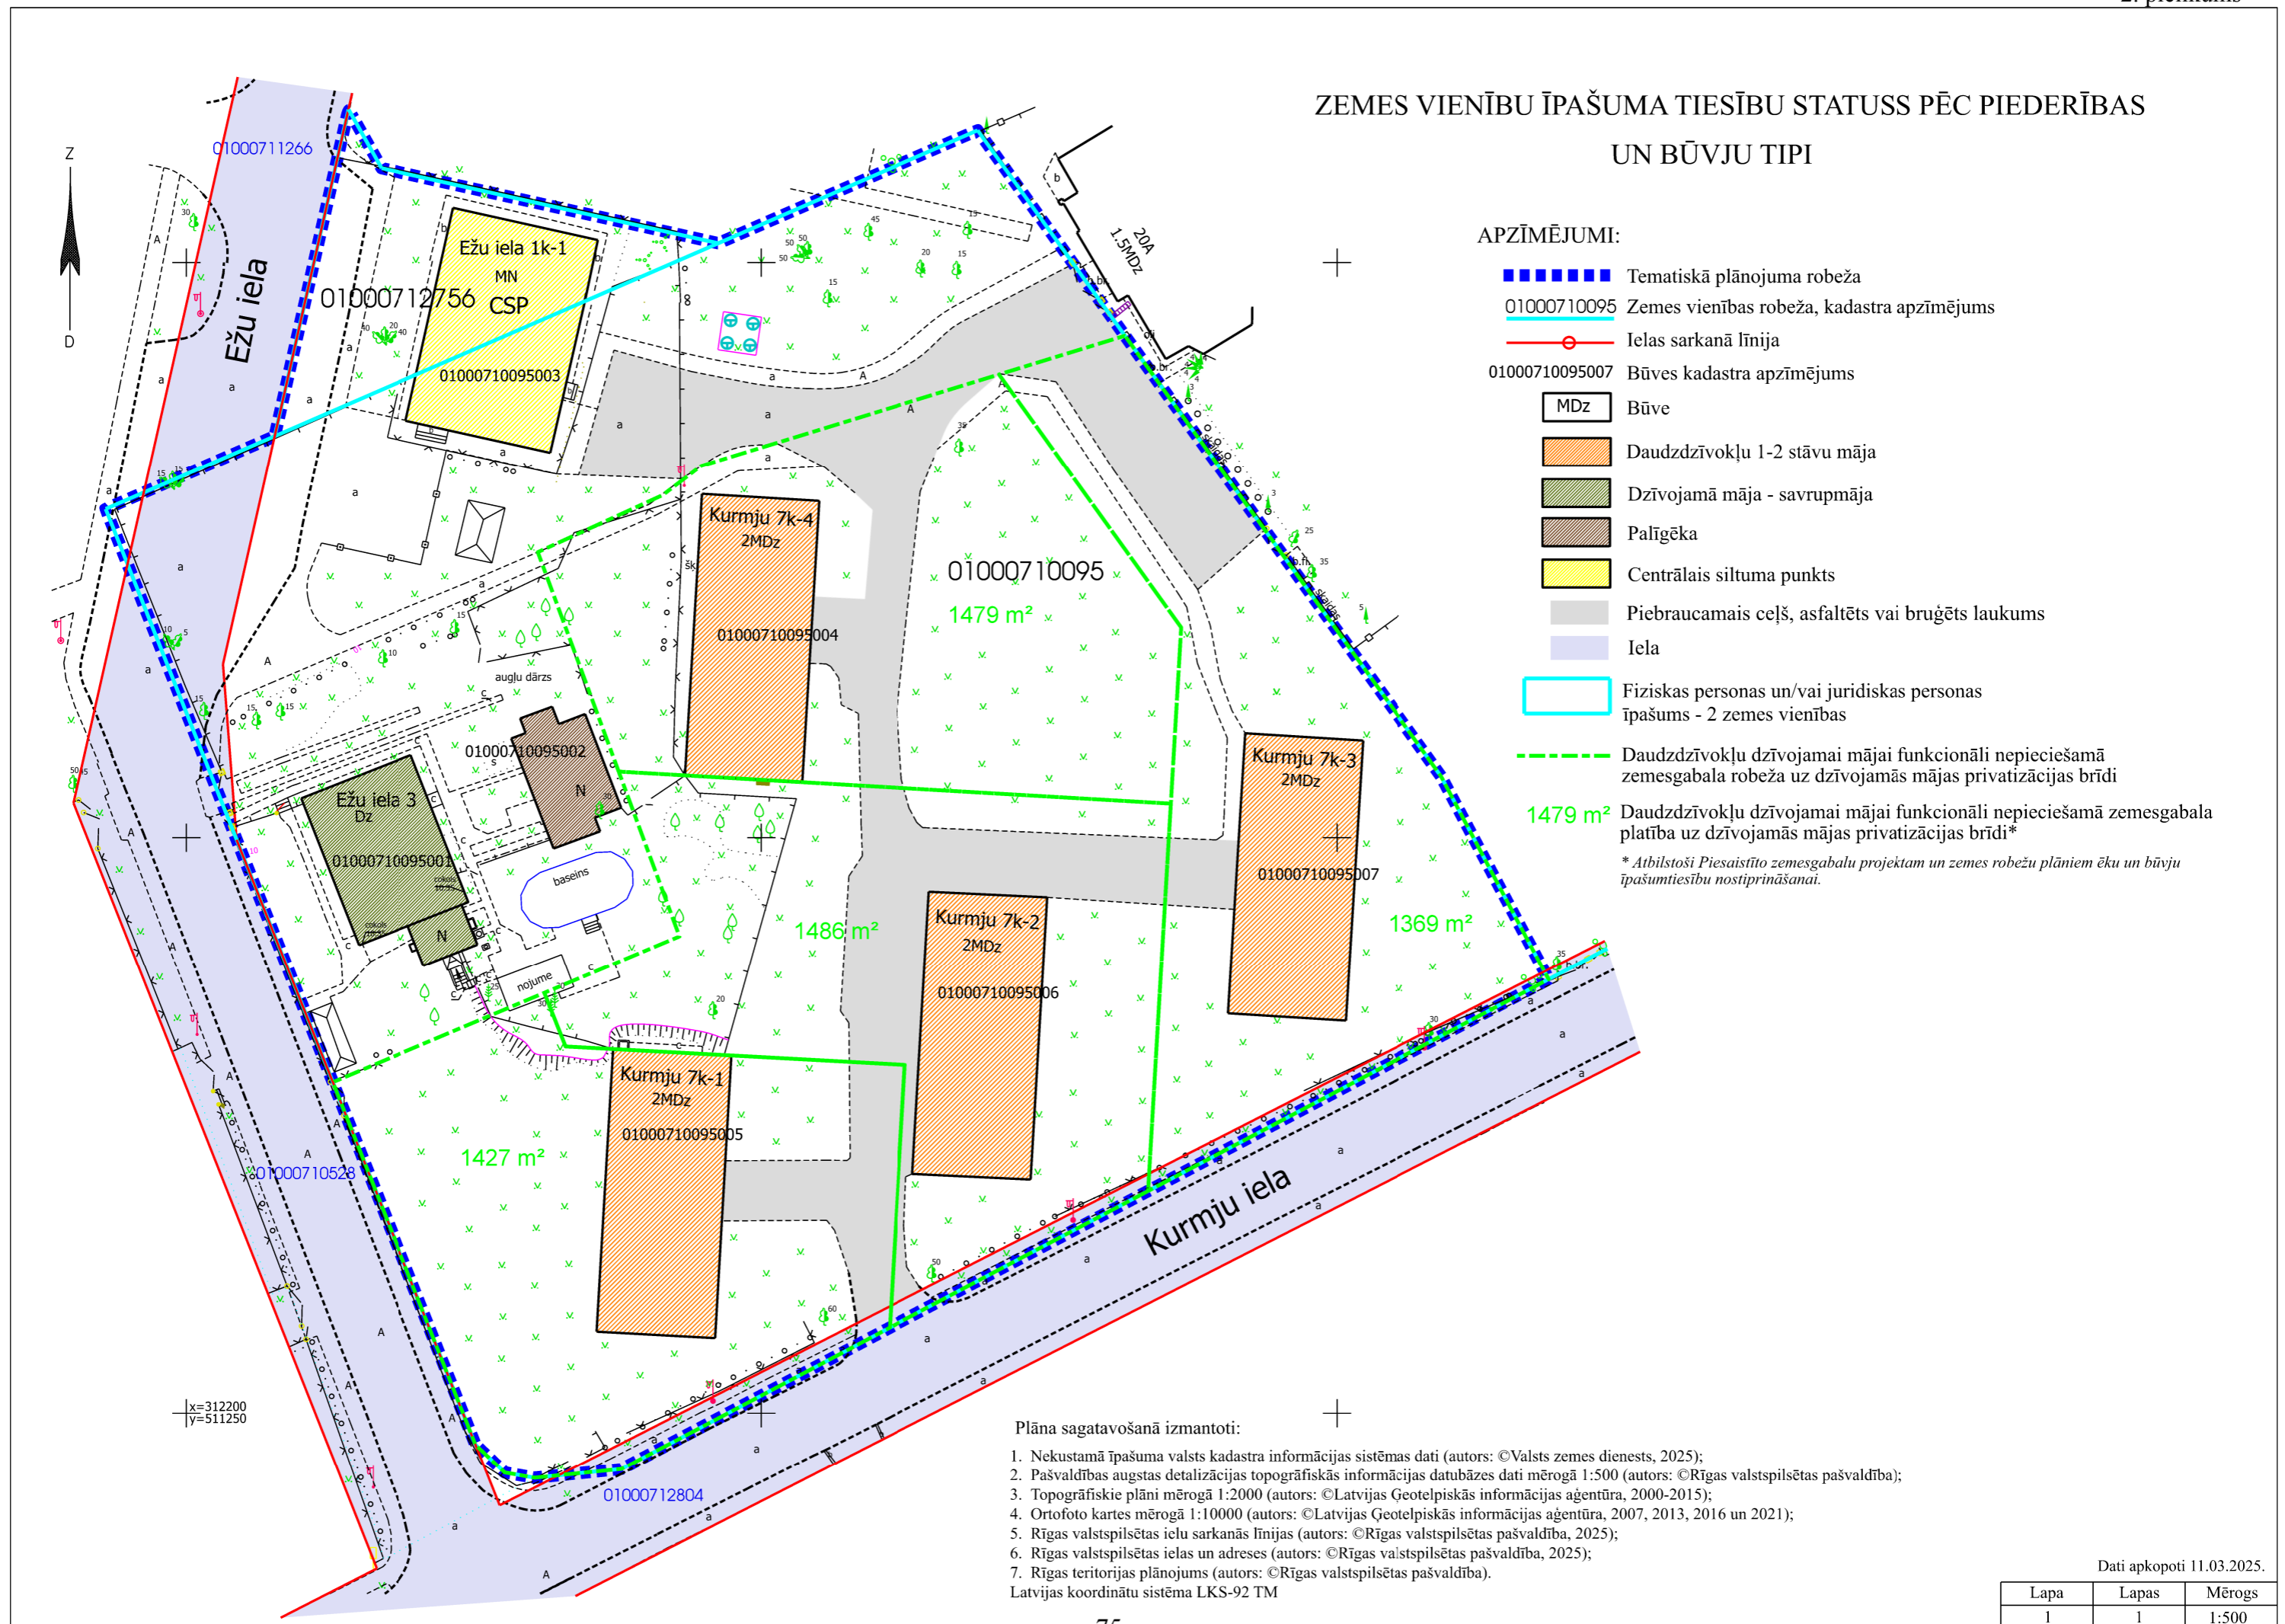 ZEMES VIENĪBU ĪPAŠUMA TIESĪBU STATUSS PĒC PIEDERĪBAS
UN BŪVJU TIPI
APZĪMĒJUMI:
Tematiskā plānojuma robeža
01000710095 Zemes vienības robeža, kadastra apzīmējums
Ielas sarkanā līnija
01000710095007 Būves kadastra apzīmējums
MDz Būve
Daudzdzīvokļu 1-2 stāvu māja
Dzīvojamā māja - savrupmāja
Palīgēka
Centrālais siltuma punkts
Piebraucamais ceļš, asfaltēts vai bruģēts laukums
Iela
Fiziskas personas un/vai juridiskas personas
īpašums - 2 zemes vienības
Daudzdzīvokļu dzīvojamai mājai funkcionāli nepieciešamā
zemesgabala robeža uz dzīvojamās mājas privatizācijas brīdi
1479 m² Daudzdzīvokļu dzīvojamai mājai funkcionāli nepieciešamā zemesgabala
platība uz dzīvojamās mājas privatizācijas brīdi*
* Atbilstoši Piesaistīto zemesgabalu projektam un zemes robežu plāniem ēku un būvju
īpašumtiesību nostiprināšanai.
Z
D
01000711266
Ežu iela
01000712756
Ežu iela 1k-1
MN
CSP
01000710095003
20A
1.5MDz
Kurmju 7k-4
2MDz
01000710095004
01000710095
1479 m²
augļu dārzs
01000710095002
N
Ežu iela 3
Dz
01000710095001
cokols
N
baseins
nojume
1486 m²
Kurmju 7k-3
2MDz
01000710095007
1369 m²
Kurmju 7k-2
2MDz
01000710095006
Kurmju 7k-1
2MDz
01000710095005
1427 m²
01000710528
Kurmju iela
01000712804
x=312200
y=511250
Plāna sagatavošanā izmantoti:
1. Nekustamā īpašuma valsts kadastra informācijas sistēmas dati (autors: ©Valsts zemes dienests, 2025);
2. Pašvaldības augstas detalizācijas topogrāfiskās informācijas datubāzes dati mērogā 1:500 (autors: ©Rīgas valstspilsētas pašvaldība);
3. Topogrāfiskie plāni mērogā 1:2000 (autors: ©Latvijas Ģeotelpiskās informācijas aģentūra, 2000-2015);
4. Ortofoto kartes mērogā 1:10000 (autors: ©Latvijas Ģeotelpiskās informācijas aģentūra, 2007, 2013, 2016 un 2021);
5. Rīgas valstspilsētas ielu sarkanās līnijas (autors: ©Rīgas valstspilsētas pašvaldība, 2025);
6. Rīgas valstspilsētas ielas un adreses (autors: ©Rīgas valstspilsētas pašvaldība, 2025);
7. Rīgas teritorijas plānojums (autors: ©Rīgas valstspilsētas pašvaldība).
Latvijas koordinātu sistēma LKS-92 TM
Dati apkopoti 11.03.2025.
Lapa Lapas Mērogs
1 1 1:500